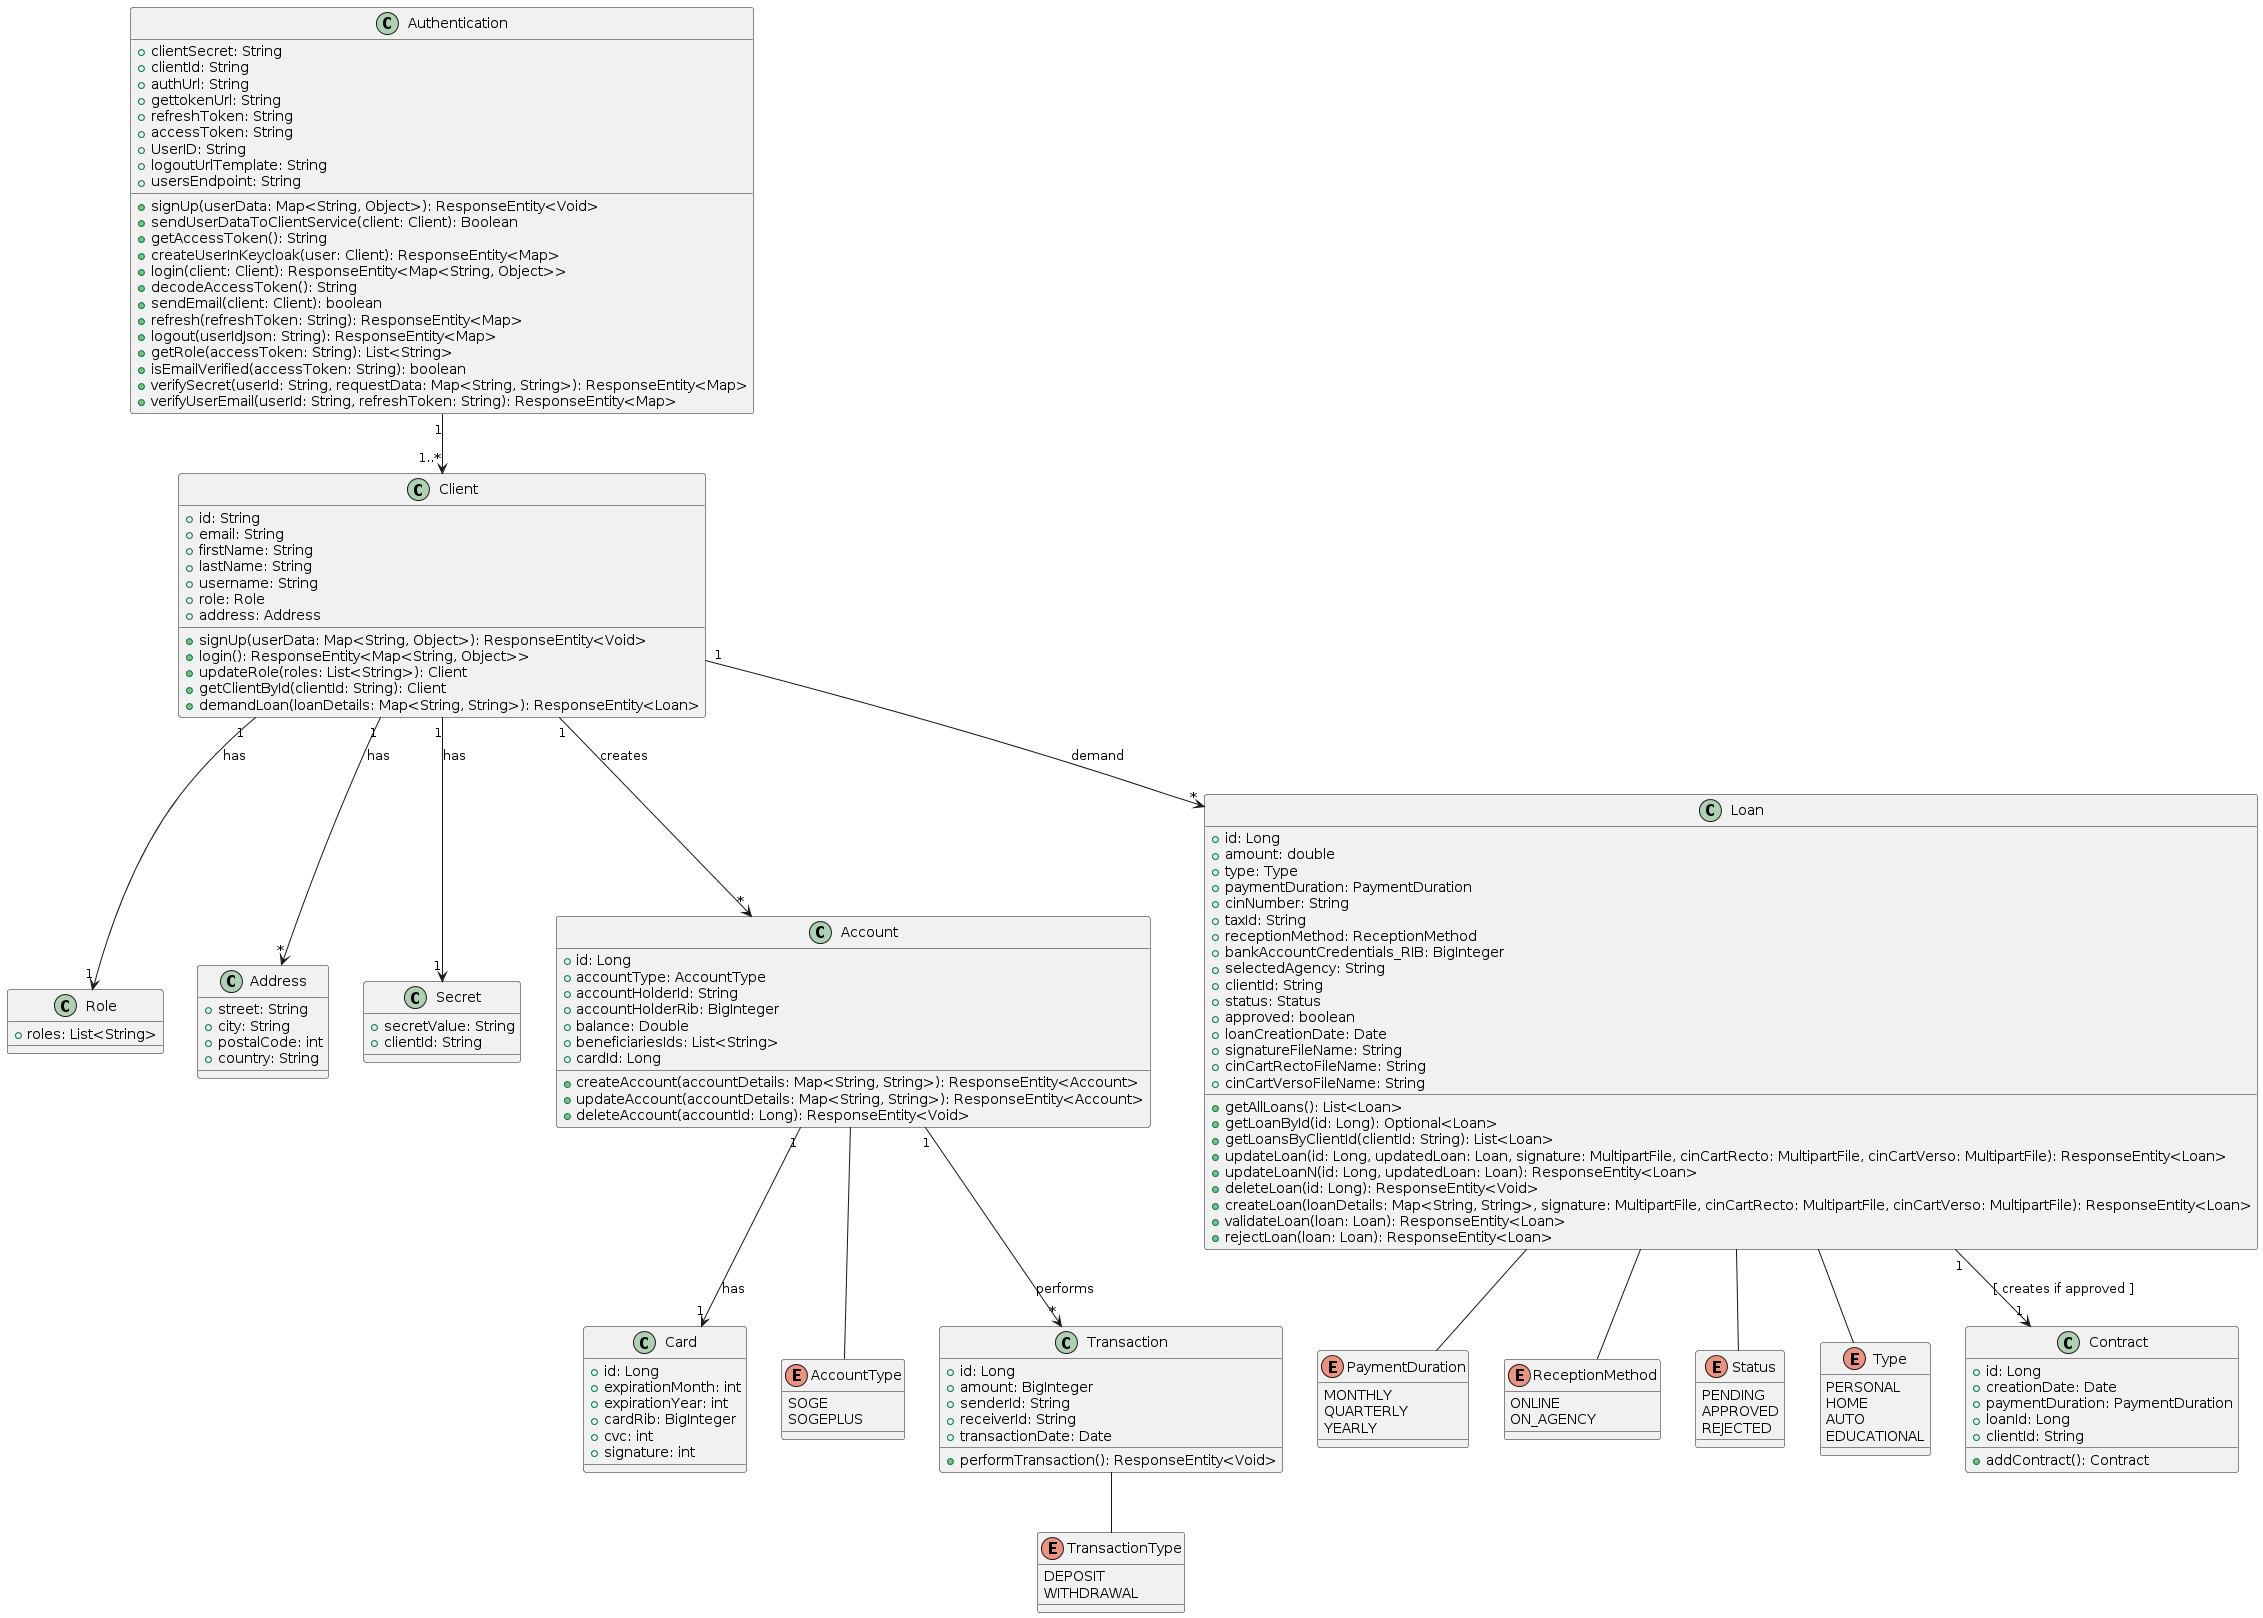 C Authentication
clientSecret: String
clientId: String
authUrl: String
gettokenUrl: String
refreshToken: String
accessToken: String
UserID: String
logoutUrlTemplate: String
usersEndpoint: String
signUp(userData: Map<String, Object>): ResponseEntity<Void>
sendUserDataToClientService(client: Client): Boolean
getAccessToken(): String
createUserInKeycloak(user: Client): ResponseEntity<Map>
login(client: Client): ResponseEntity<Map<String, Object>>
decodeAccessToken(): String
sendEmail(client: Client): boolean
refresh(refreshToken: String): ResponseEntity<Map>
logout(userIdJson: String): ResponseEntity<Map>
getRole(accessToken: String): List<String>
isEmailVerified(accessToken: String): boolean
verifySecret(userId: String, requestData: Map<String, String>): ResponseEntity<Map>
verifyUserEmail(userId: String, refreshToken: String): ResponseEntity<Map>
1
1..*
C Client
id: String
email: String
firstName: String
lastName: String
username: String
role: Role
address: Address
signUp(userData: Map<String, Object>): ResponseEntity<Void>
login(): ResponseEntity<Map<String, Object>>
updateRole(roles: List<String>): Client
getClientById(clientId: String): Client
demandLoan(loanDetails: Map<String, String>): ResponseEntity<Loan>
1
has
1
1
has
*
1
has
1
1
creates
*
1
demand
*
C Role
roles: List<String>
C Address
street: String
city: String
postalCode: int
country: String
C Secret
secretValue: String
clientId: String
C Account
id: Long
accountType: AccountType
accountHolderId: String
accountHolderRib: BigInteger
balance: Double
beneficiariesIds: List<String>
cardId: Long
createAccount(accountDetails: Map<String, String>): ResponseEntity<Account>
updateAccount(accountDetails: Map<String, String>): ResponseEntity<Account>
deleteAccount(accountId: Long): ResponseEntity<Void>
C Loan
id: Long
amount: double
type: Type
paymentDuration: PaymentDuration
cinNumber: String
taxId: String
receptionMethod: ReceptionMethod
bankAccountCredentials_RIB: BigInteger
selectedAgency: String
clientId: String
status: Status
approved: boolean
loanCreationDate: Date
signatureFileName: String
cinCartRectoFileName: String
cinCartVersoFileName: String
getAllLoans(): List<Loan>
getLoanById(id: Long): Optional<Loan>
getLoansByClientId(clientId: String): List<Loan>
updateLoan(id: Long, updatedLoan: Loan, signature: MultipartFile, cinCartRecto: MultipartFile, cinCartVerso: MultipartFile): ResponseEntity<Loan>
updateLoanN(id: Long, updatedLoan: Loan): ResponseEntity<Loan>
deleteLoan(id: Long): ResponseEntity<Void>
createLoan(loanDetails: Map<String, String>, signature: MultipartFile, cinCartRecto: MultipartFile, cinCartVerso: MultipartFile): ResponseEntity<Loan>
validateLoan(loan: Loan): ResponseEntity<Loan>
rejectLoan(loan: Loan): ResponseEntity<Loan>
1
has
1
1
performs
*
1
[ creates if approved ]
1
C Card
id: Long
expirationMonth: int
expirationYear: int
cardRib: BigInteger
cvc: int
signature: int
E AccountType
SOGE
SOGEPLUS
C Transaction
id: Long
amount: BigInteger
senderId: String
receiverId: String
transactionDate: Date
performTransaction(): ResponseEntity<Void>
E PaymentDuration
MONTHLY
QUARTERLY
YEARLY
E ReceptionMethod
ONLINE
ON_AGENCY
E Status
PENDING
APPROVED
REJECTED
E Type
PERSONAL
HOME
AUTO
EDUCATIONAL
C Contract
id: Long
creationDate: Date
paymentDuration: PaymentDuration
loanId: Long
clientId: String
addContract(): Contract
E TransactionType
DEPOSIT
WITHDRAWAL